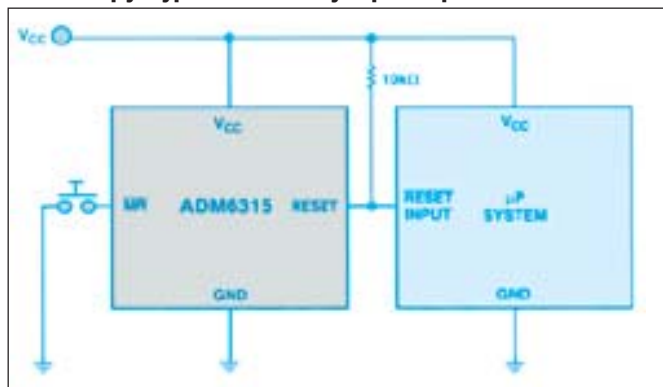 VCC
10kΩ
VCC
VCC
MR
ADM6315
RESET
RESET
INPUT
µP
SYSTEM
GND
GND